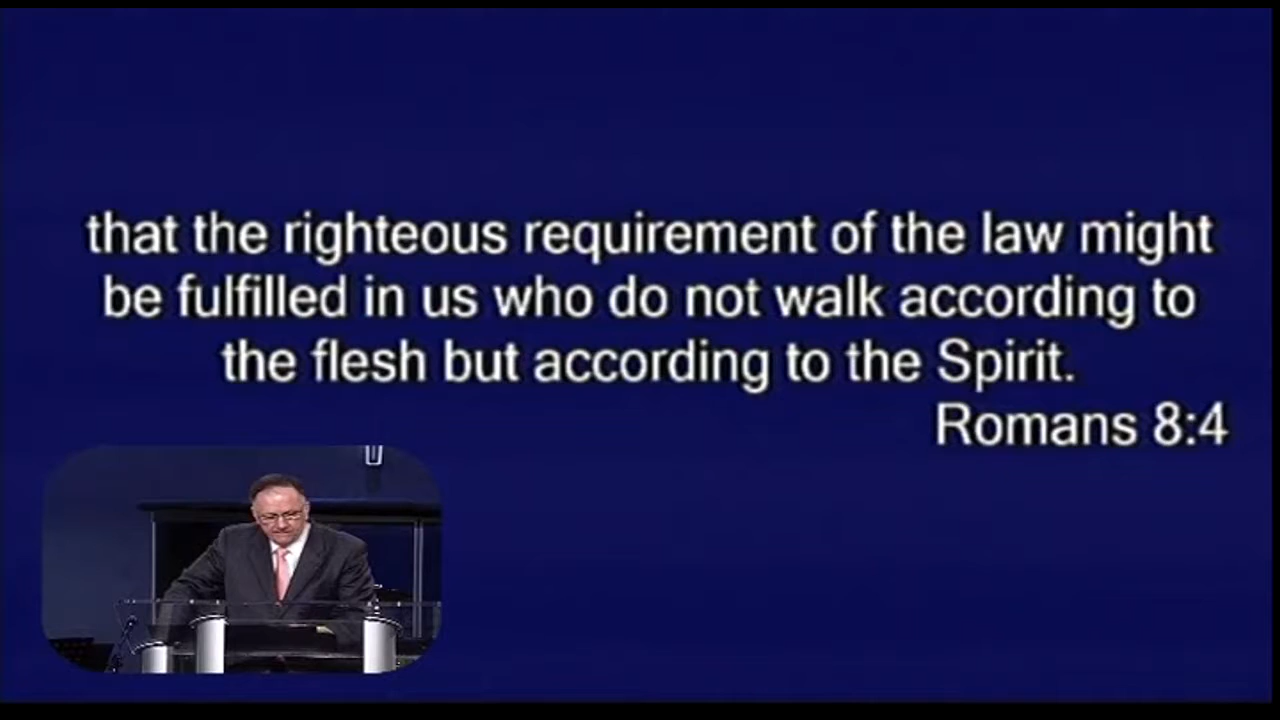 that the righteous requirement of the law might
be fulfilled in us who do not walk according to
the flesh but according to the Spirit.
Romans 8:4